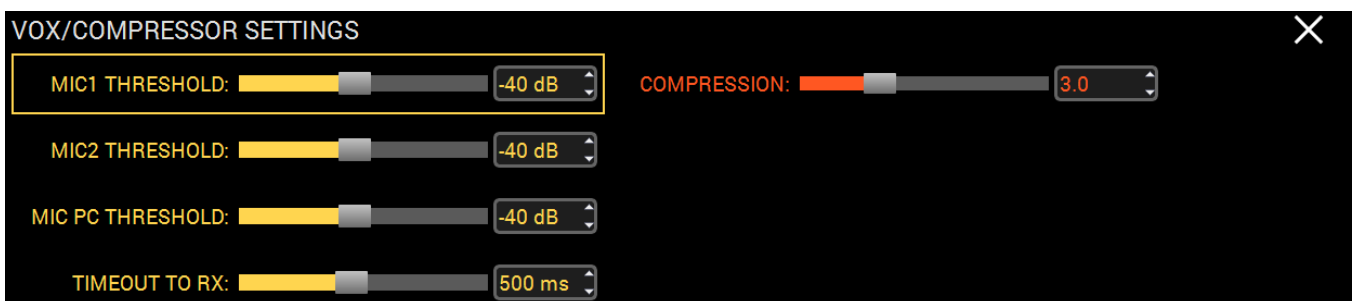 VOX/COMPRESSOR SETTINGS
MIC1 THRESHOLD: -40 dB COMPRESSION: 3.0
MIC2 THRESHOLD: -40 dB
MIC PC THRESHOLD: -40 dB
TIMEOUT TO RX: 500 ms